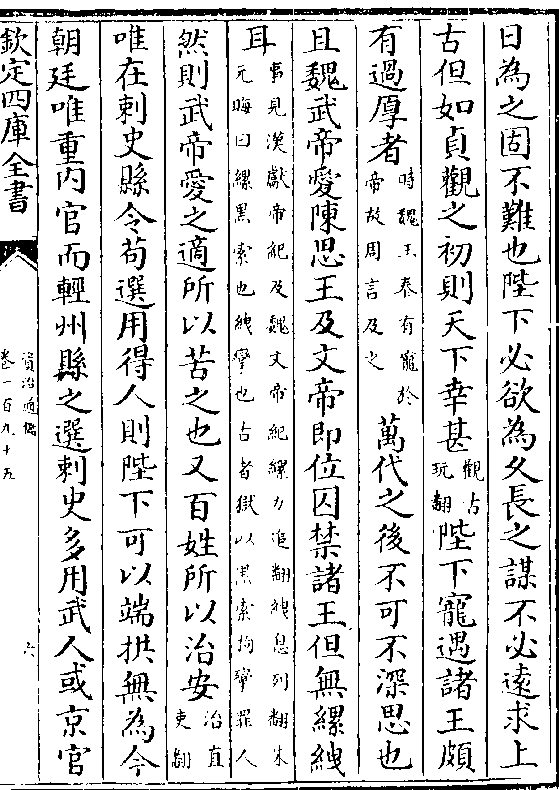 日為之固不難也陛下必欲為久長之謀不必遠求上
古但如貞觀之初則天下幸甚觀古玩翻陛下寵遇諸王頗
有過厚者時魏王泰有寵於帝故周言及之萬代之後不可不深思也
且魏武帝愛陳思王及文帝即位囚禁諸王但無縲絏
耳事見漢獻帝紀及魏文帝紀縲力追翻絏息列翻朱元晦曰縲黑索也絏攣也古者獄以黑索拘攣罪人
然則武帝愛之適所以苦之也又百姓所以治安治直吏翻
唯在刺史縣令苟選用得人則陛下可以端拱無為今
朝廷唯重内官而輕州縣之選刺史多用武人或京官
欽定四庫全書
資治通鑑
卷一百九十五
六